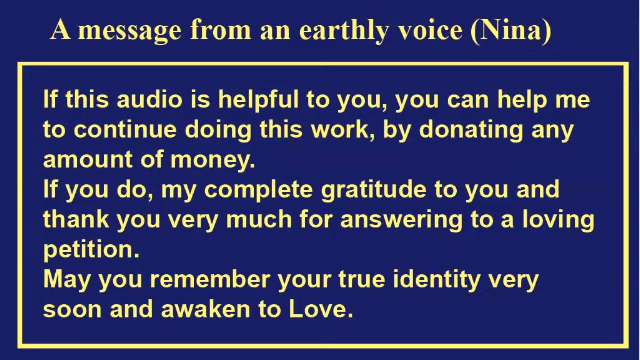 A message from an earthly voice (Nina)
If this audio is helpful to you, you can help me
to continue doing this work, by donating any
amount of money.
If you do, my complete gratitude to you and
thank you very much for answering to a loving
petition.
May you remember your true identity very
soon and awaken to Love.